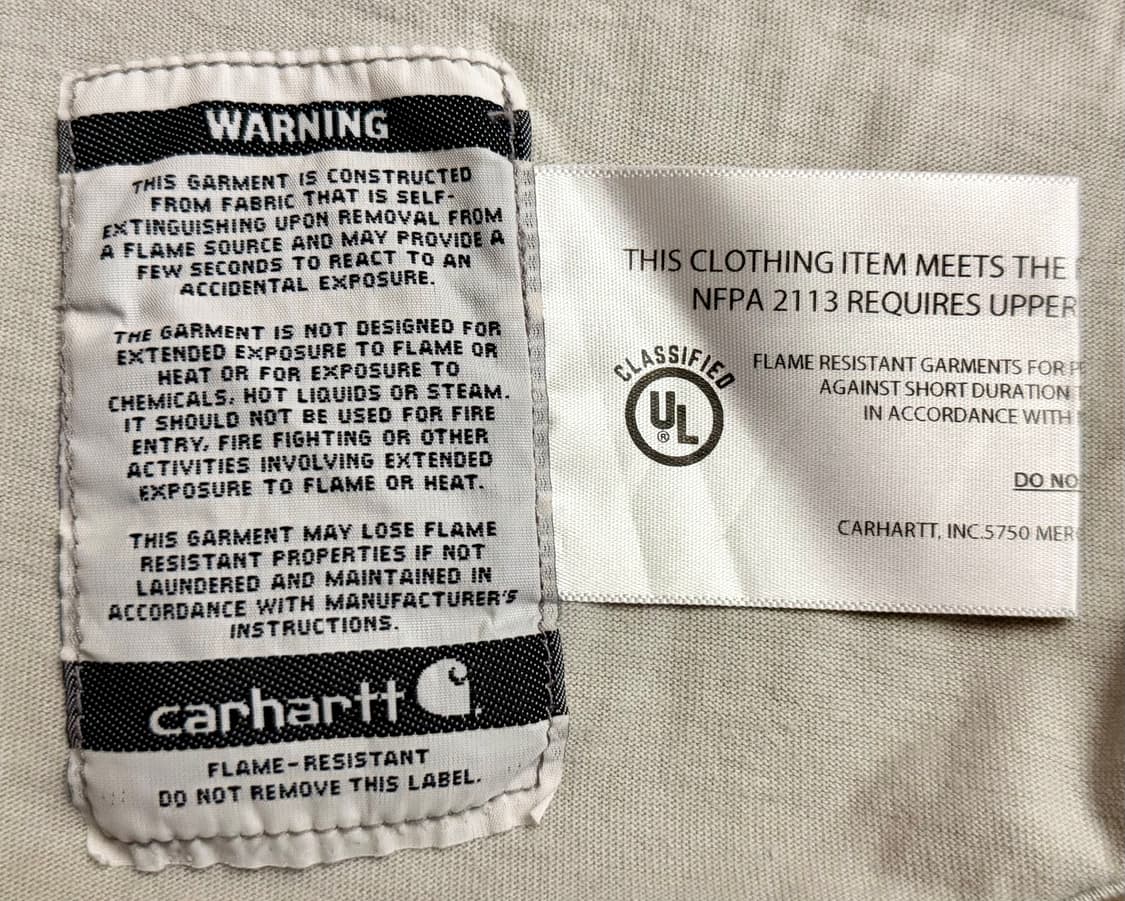 WARNING
THIS GARMENT IS CONSTRUCTED
FROM FABRIC THAT IS SELF-
EXTINGUISHING UPON REMOVAL FROM
A FLAME SOURCE AND MAY PROVIDE A
FEW SECONDS TO REACT TO AN
ACCIDENTAL EXPOSURE.
THE GARMENT IS NOT DESIGNED FOR
EXTENDED EXPOSURE TO FLAME OR
HEAT OR FOR EXPOSURE TO
CHEMICALS, HOT LIQUIDS OR STEAM.
IT SHOULD NOT BE USED FOR FIRE
ENTRY, FIRE FIGHTING OR OTHER
ACTIVITIES INVOLVING EXTENDED
EXPOSURE TO FLAME OR HEAT.
THIS GARMENT MAY LOSE FLAME
RESISTANT PROPERTIES IF NOT
LAUNDERED AND MAINTAINED IN
ACCORDANCE WITH MANUFACTURER'S
INSTRUCTIONS.
carhartt
FLAME-RESISTANT
DO NOT REMOVE THIS LABEL.
THIS CLOTHING ITEM MEETS THE
NFPA 2113 REQUIRES UPPER
CLASSIFIED
UL
®
FLAME RESISTANT GARMENTS FOR P
AGAINST SHORT DURATION
IN ACCORDANCE WITH
DO NO
CARHARTT, INC.5750 MER